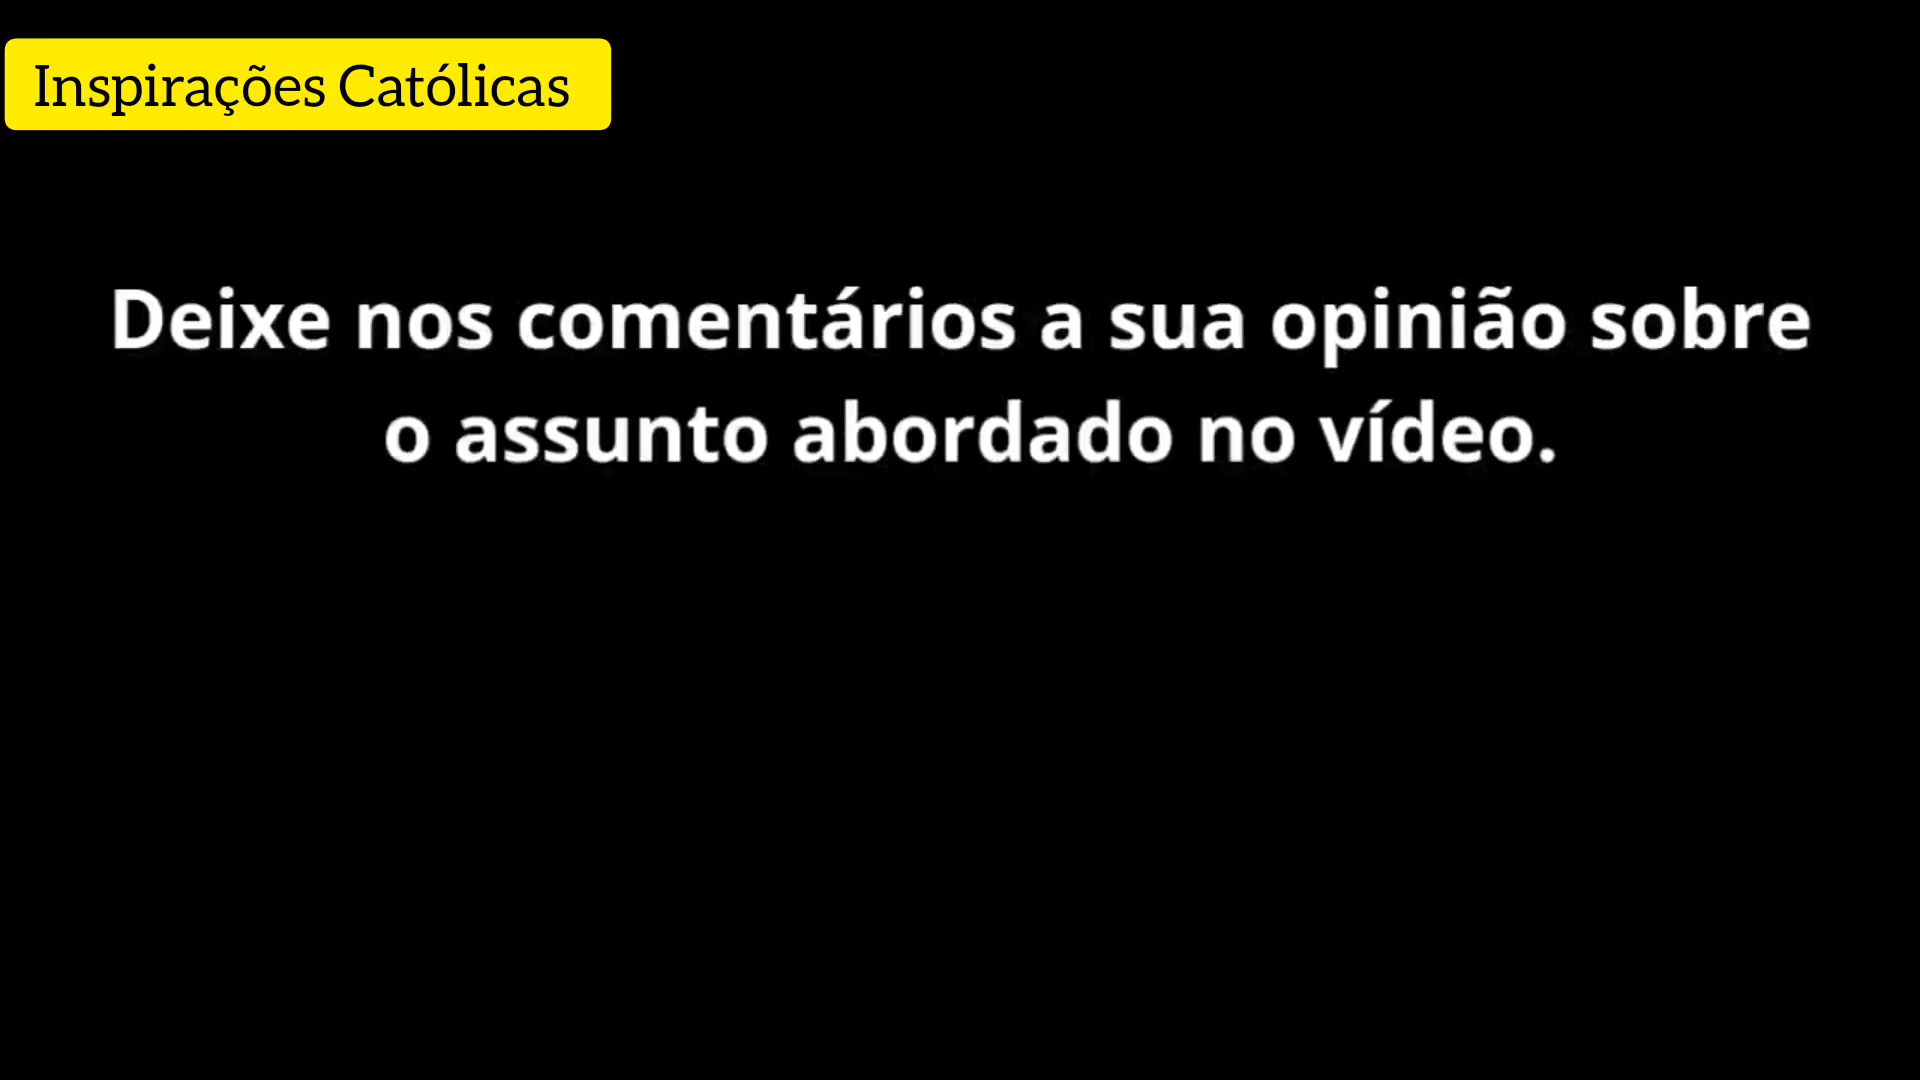 Inspirações Católicas
Deixe nos comentários a sua opinião sobre
o assunto abordado no vídeo.